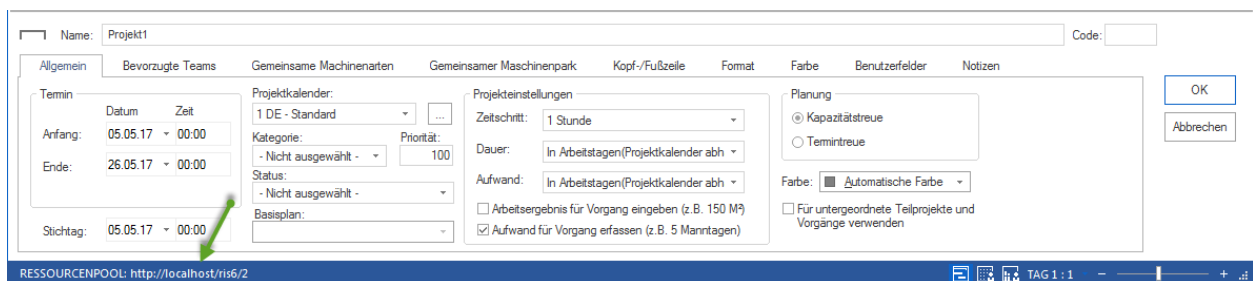 Name: Projekt1 Code:
Allgemein Bevorzugte Teams Gemeinsame Machinenarten Gemeinsamer Maschinenpark Kopf-/Fußzeile Format Farbe Benutzerfelder Notizen
Termin
Datum Zeit
Anfang: 05.05.17 00:00
Ende: 26.05.17 00:00
Stichtag: 05.05.17 00:00
Projektkalender:
1 DE - Standard ...
Kategorie: Priorität:
- Nicht ausgewählt - 100
Status:
- Nicht ausgewählt -
Basisplan:
Projekteinstellungen
Zeitschritt: 1 Stunde
Dauer: In Arbeitstagen(Projektkalender abh
Aufwand: In Arbeitstagen(Projektkalender abh
Arbeitsergebnis für Vorgang eingeben (z.B. 150 M²)
Aufwand für Vorgang erfassen (z.B. 5 Manntagen)
Planung
Kapazitätstreue
Termintreue
Farbe: Automatische Farbe
Für untergeordnete Teilprojekte und
Vorgänge verwenden
OK
Abbrechen
RESSOURCENPOOL: http://localhost/ris6/2 TAG 1 : 1 − +